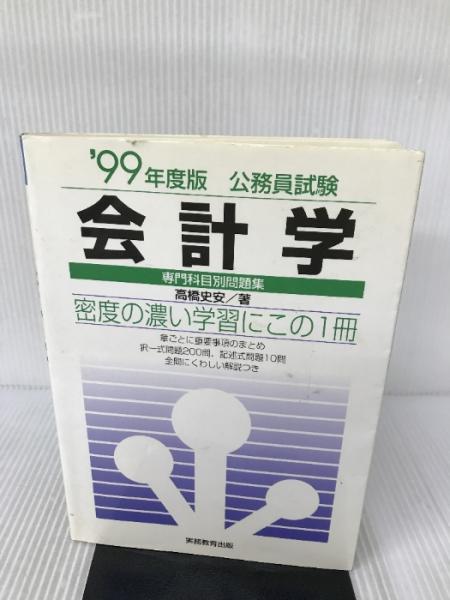 '99年度版 公務員試験
会計学
専門科目別問題集
高橋史安／著
密度の濃い学習にこの1冊
章ごとに重要事項のまとめ
択一式問題200問、記述式問題10問
全問にくわしい解説つき
実務教育出版